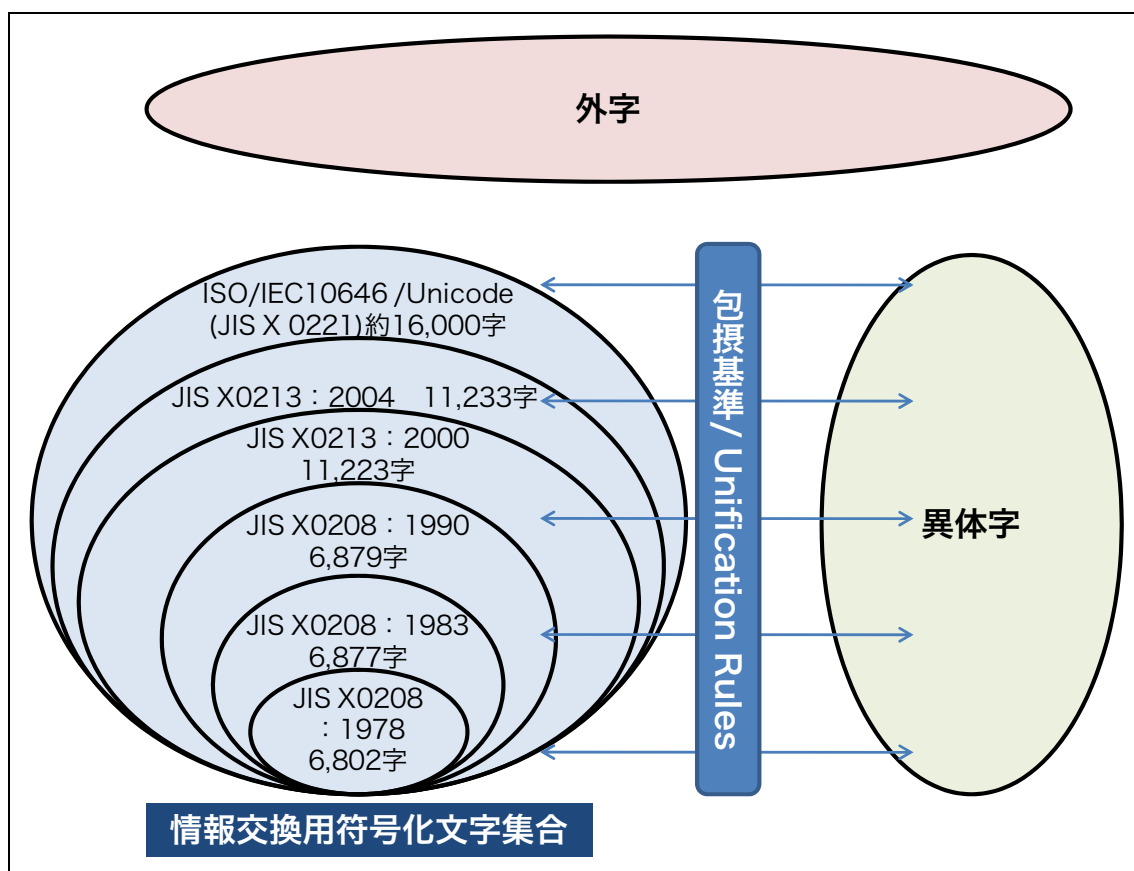 外字
ISO/IEC10646 /Unicode
(JIS X 0221)約16,000字
JIS X0213：2004　11,233字
JIS X0213：2000
11,223字
JIS X0208：1990
6,879字
JIS X0208：1983
6,877字
JIS X0208
：1978
6,802字
情報交換用符号化文字集合
包摂基準/ Unification Rules
異体字